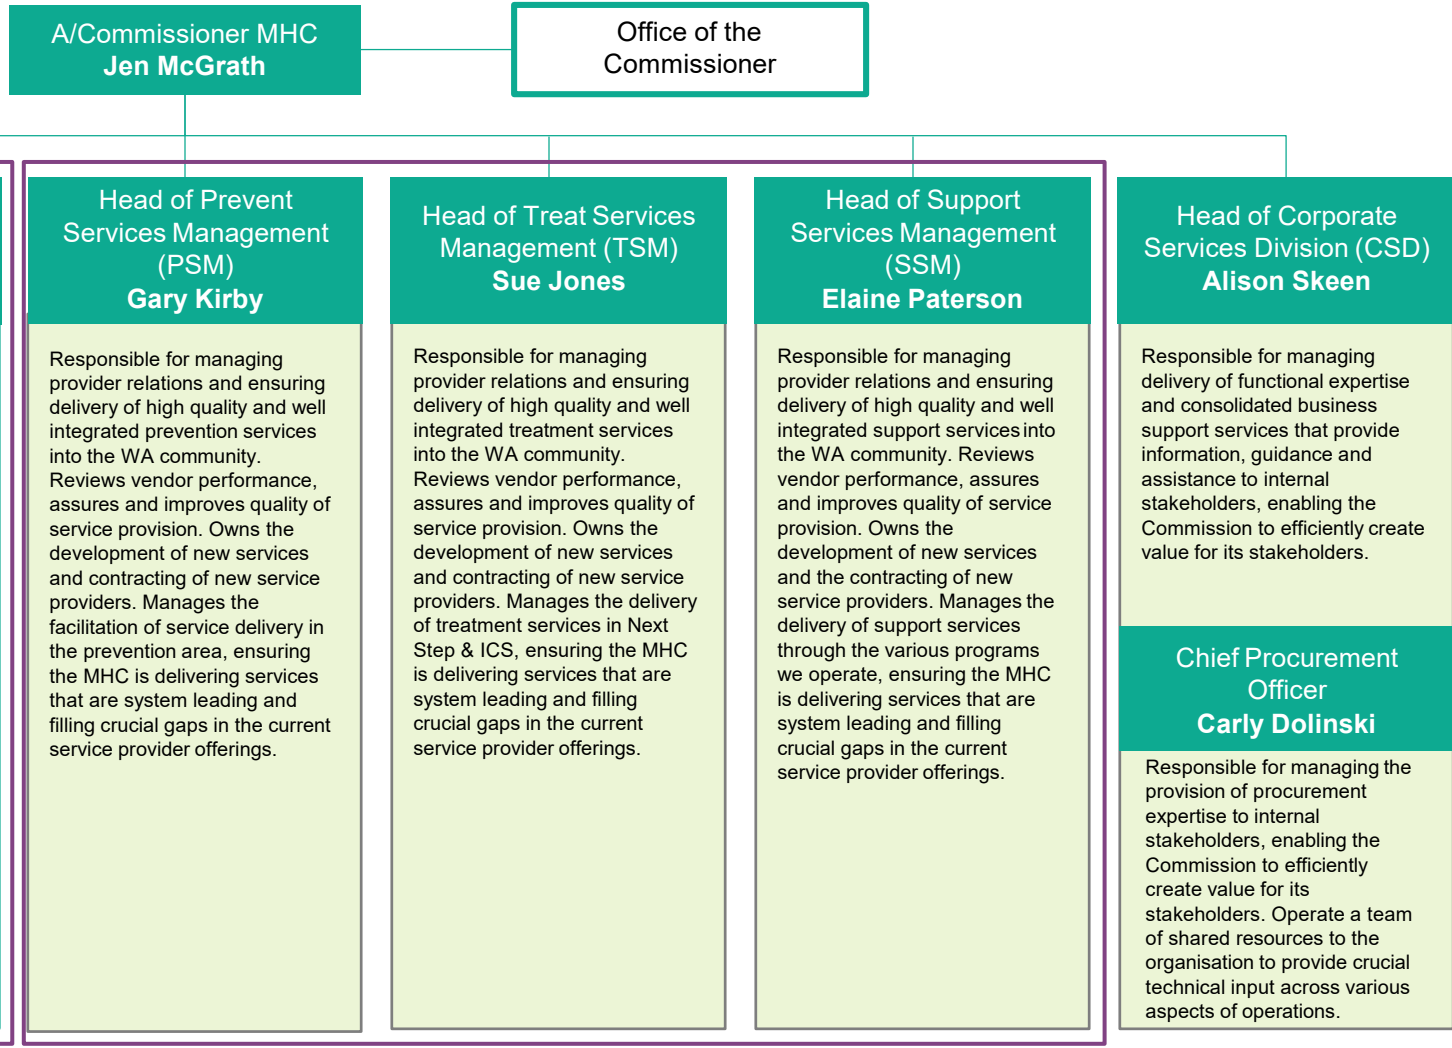 A/Commissioner MHC
Jen McGrath
Office of the
Commissioner
Head of Prevent
Services Management
(PSM)
Gary Kirby
Responsible for managing
provider relations and ensuring
delivery of high quality and well
integrated prevention services
into the WA community.
Reviews vendor performance,
assures and improves quality of
service provision. Owns the
development of new services
and contracting of new service
providers. Manages the
facilitation of service delivery in
the prevention area, ensuring
the MHC is delivering services
that are system leading and
filling crucial gaps in the current
service provider offerings.
Head of Treat Services
Management (TSM)
Sue Jones
Responsible for managing
provider relations and ensuring
delivery of high quality and well
integrated treatment services
into the WA community.
Reviews vendor performance,
assures and improves quality of
service provision. Owns the
development of new services
and contracting of new service
providers. Manages the delivery
of treatment services in Next
Step & ICS, ensuring the MHC
is delivering services that are
system leading and filling
crucial gaps in the current
service provider offerings.
Head of Support
Services Management
(SSM)
Elaine Paterson
Responsible for managing
provider relations and ensuring
delivery of high quality and well
integrated support services into
the WA community. Reviews
vendor performance, assures
and improves quality of service
provision. Owns the
development of new services
and the contracting of new
service providers. Manages the
delivery of support services
through the various programs
we operate, ensuring the MHC
is delivering services that are
system leading and filling
crucial gaps in the current
service provider offerings.
Head of Corporate
Services Division (CSD)
Alison Skeen
Responsible for managing
delivery of functional expertise
and consolidated business
support services that provide
information, guidance and
assistance to internal
stakeholders, enabling the
Commission to efficiently create
value for its stakeholders.
Chief Procurement
Officer
Carly Dolinski
Responsible for managing the
provision of procurement
expertise to internal
stakeholders, enabling the
Commission to efficiently
create value for its
stakeholders. Operate a team
of shared resources to the
organisation to provide crucial
technical input across various
aspects of operations.